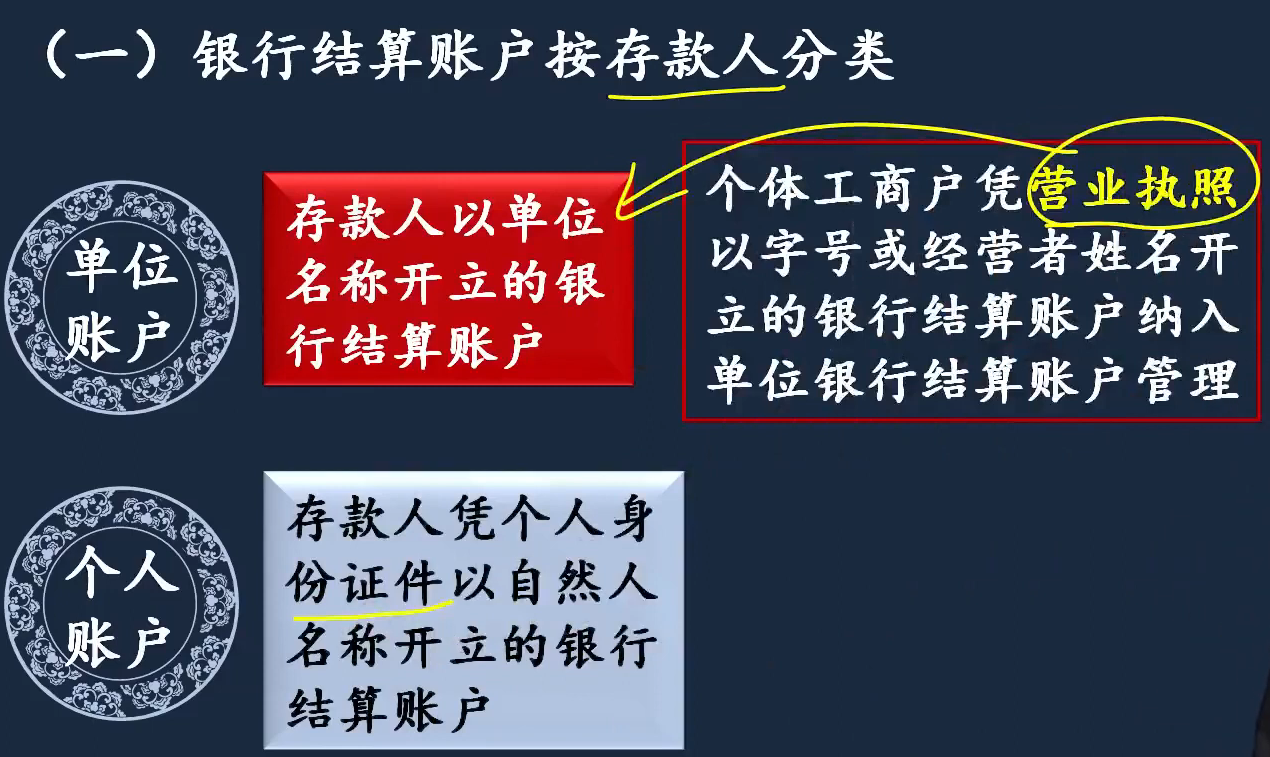 （一）银行结算账户按存款人分类
单位
账户
存款人以单位
名称开立的银
行结算账户
个体工商户凭营业执照
以字号或经营者姓名开
立的银行结算账户纳入
单位银行结算账户管理
个人
账户
存款人凭个人身
份证件以自然人
名称开立的银行
结算账户